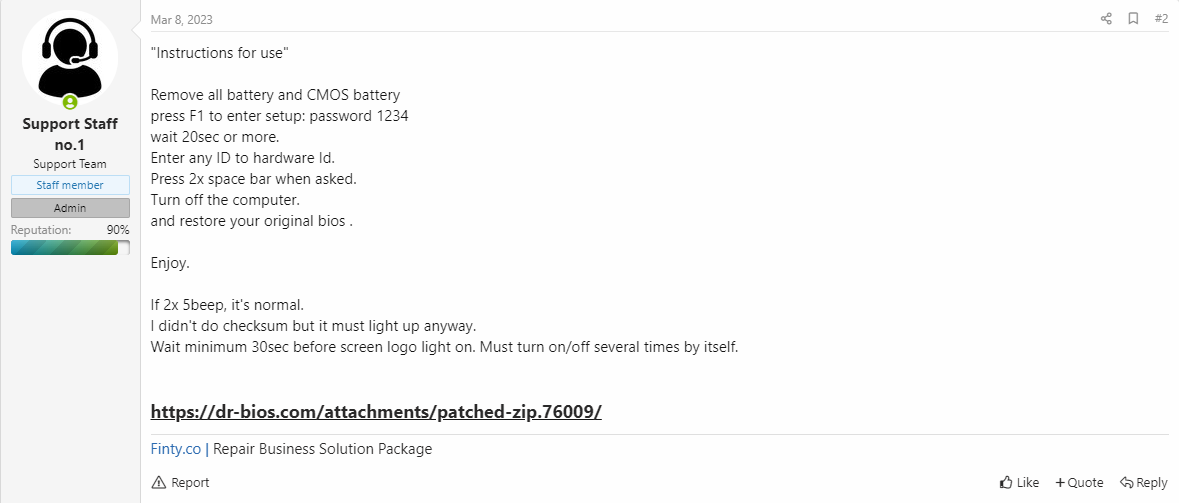 Mar 8, 2023
#2
"Instructions for use"
Remove all battery and CMOS battery
press F1 to enter setup: password 1234
wait 20sec or more.
Enter any ID to hardware Id.
Press 2x space bar when asked.
Turn off the computer.
and restore your original bios .
Enjoy.
If 2x 5beep, it's normal.
I didn't do checksum but it must light up anyway.
Wait minimum 30sec before screen logo light on. Must turn on/off several times by itself.
https://dr-bios.com/attachments/patched-zip.76009/
Finty.co | Repair Business Solution Package
Report
Like
+Quote
Reply
Support Staff
no.1
Support Team
Staff member
Admin
Reputation: 90%